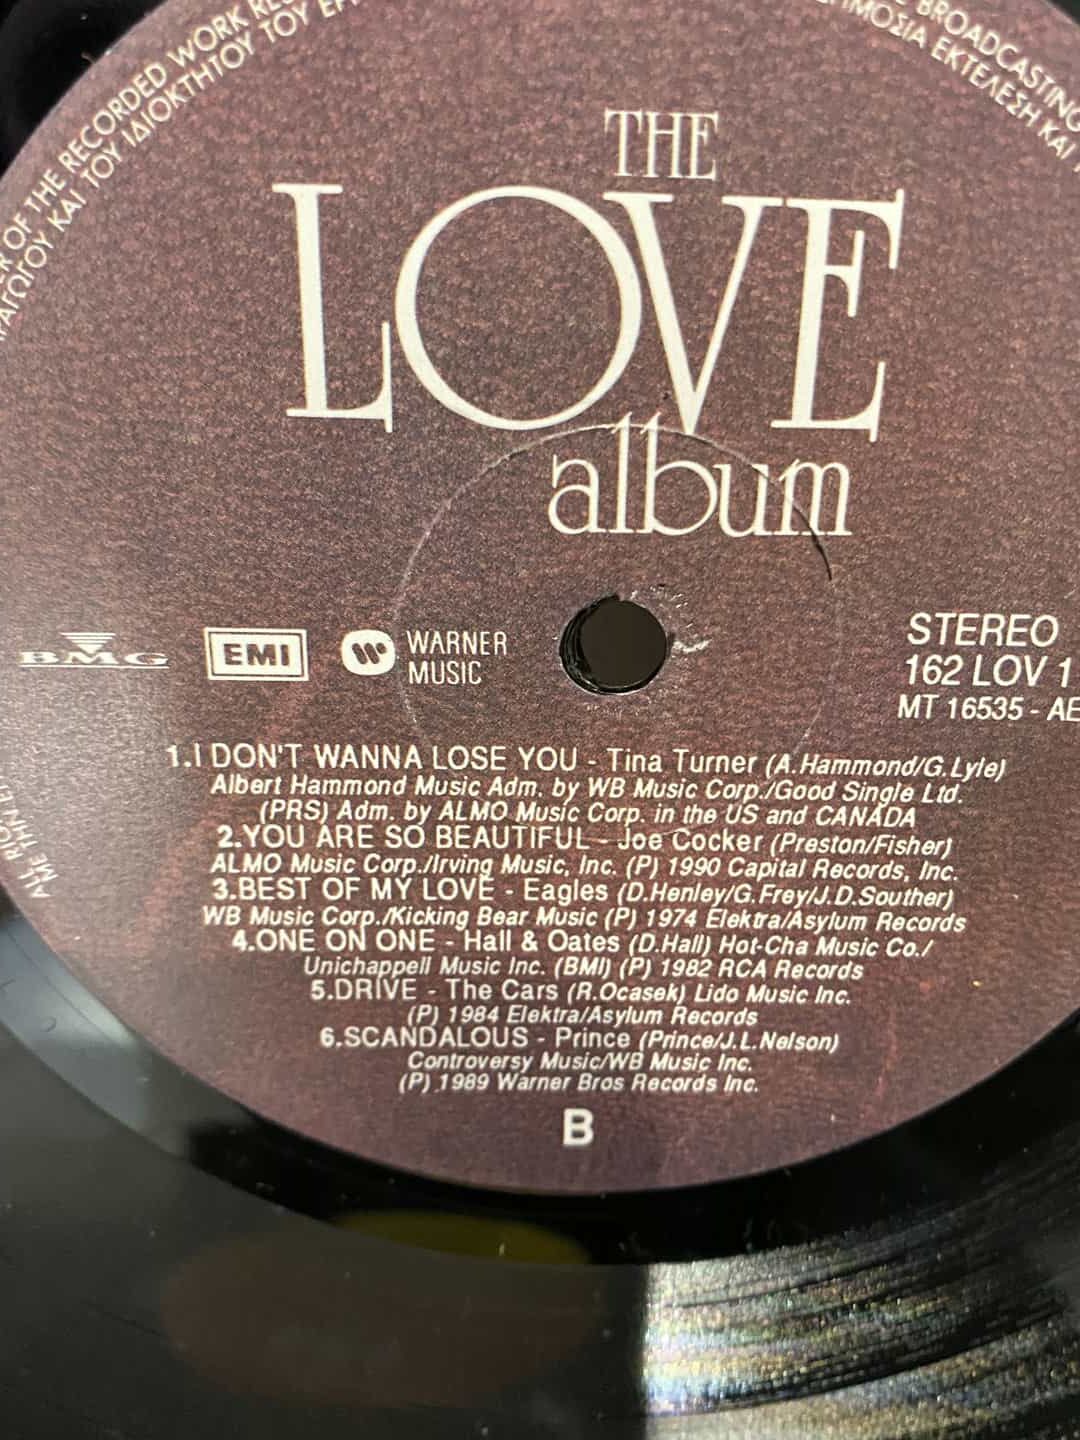 ER OF THE RECORDED WORK
ΑΓΩΓΟΥ ΚΑΙ ΤΟΥ ΙΔΙΟΚΤΗΤΟΥ ΤΟΥ
BROADCASTING
ΕΚΤΕΛΕΣΗ ΚΑΙ
THE
LOVE
album
BMG
EMI
WARNER
MUSIC
STEREO
162 LOV 1
MT 16535 - AE
1.I DON'T WANNA LOSE YOU - Tina Turner (A.Hammond/G.Lyle)
Albert Hammond Music Adm. by WB Music Corp./Good Single Ltd.
(PRS) Adm. by ALMO Music Corp. in the US and CANADA
2.YOU ARE SO BEAUTIFUL - Joe Cocker (Preston/Fisher)
ALMO Music Corp./Irving Music, Inc. (P) 1990 Capital Records, Inc.
3.BEST OF MY LOVE - Eagles (D.Henley/G.Frey/J.D.Souther)
WB Music Corp./Kicking Bear Music (P) 1974 Elektra/Asylum Records
4.ONE ON ONE - Hall & Oates (D.Hall) Hot-Cha Music Co./
Unichappell Music Inc. (BMI) (P) 1982 RCA Records
5.DRIVE - The Cars (R.Ocasek) Lido Music Inc.
(P) 1984 Elektra/Asylum Records
6.SCANDALOUS - Prince (Prince/J.L.Nelson)
Controversy Music/WB Music Inc.
(P) 1989 Warner Bros Records Inc.
B
ALL
ΜΕ ΤΗΝ